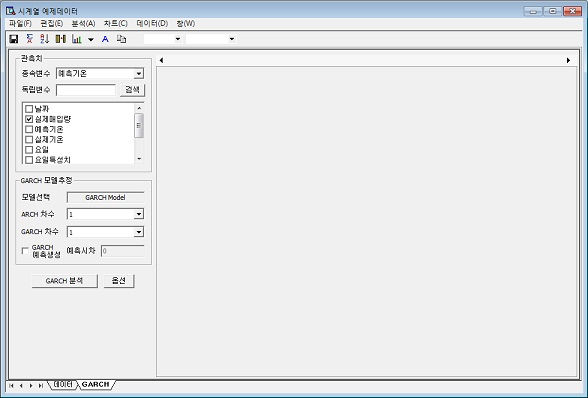 시계열 예제데이터
파일(F) 편집(E) 분석(A) 차트(C) 데이터(D) 창(W)
관측치
종속변수 예측기온
독립변수 검색
날짜
실제매입량
예측기온
실제기온
요일
요일특성치
GARCH 모델추정
모델선택 GARCH Model
ARCH 차수 1
GARCH 차수 1
GARCH
예측생성 예측시차 0
GARCH 분석 옵션
데이터 GARCH